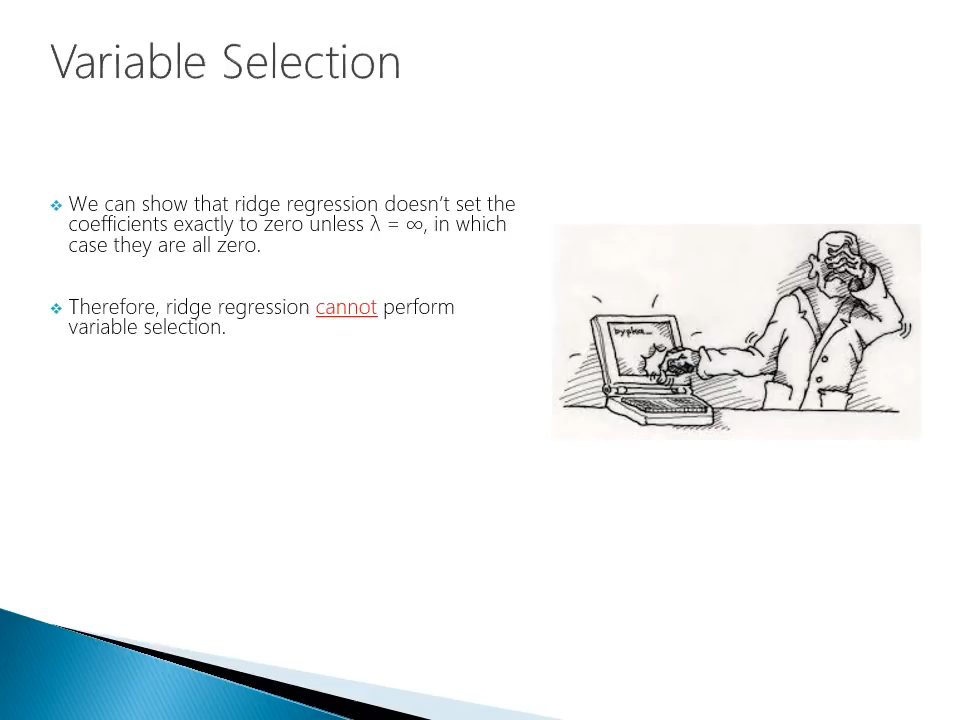 Variable Selection
❖ We can show that ridge regression doesn't set the
coefficients exactly to zero unless λ = ∞, in which
case they are all zero.
❖ Therefore, ridge regression cannot perform
variable selection.